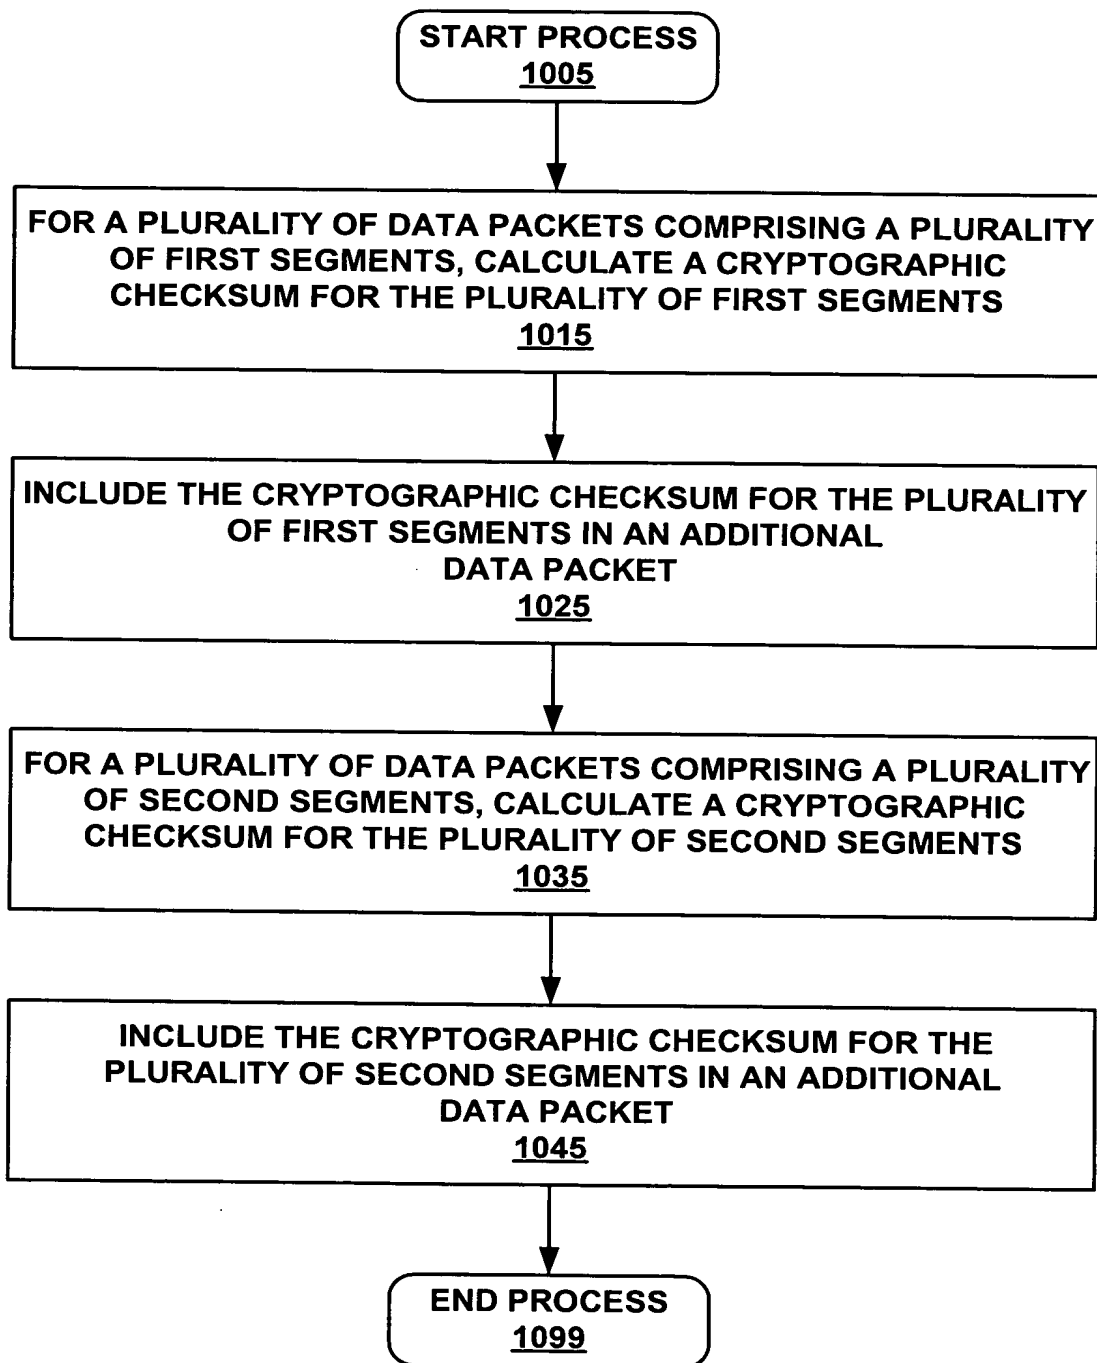 START PROCESS
1005
FOR A PLURALITY OF DATA PACKETS COMPRISING A PLURALITY
OF FIRST SEGMENTS, CALCULATE A CRYPTOGRAPHIC
CHECKSUM FOR THE PLURALITY OF FIRST SEGMENTS
1015
INCLUDE THE CRYPTOGRAPHIC CHECKSUM FOR THE PLURALITY
OF FIRST SEGMENTS IN AN ADDITIONAL
DATA PACKET
1025
FOR A PLURALITY OF DATA PACKETS COMPRISING A PLURALITY
OF SECOND SEGMENTS, CALCULATE A CRYPTOGRAPHIC
CHECKSUM FOR THE PLURALITY OF SECOND SEGMENTS
1035
INCLUDE THE CRYPTOGRAPHIC CHECKSUM FOR THE
PLURALITY OF SECOND SEGMENTS IN AN ADDITIONAL
DATA PACKET
1045
END PROCESS
1099